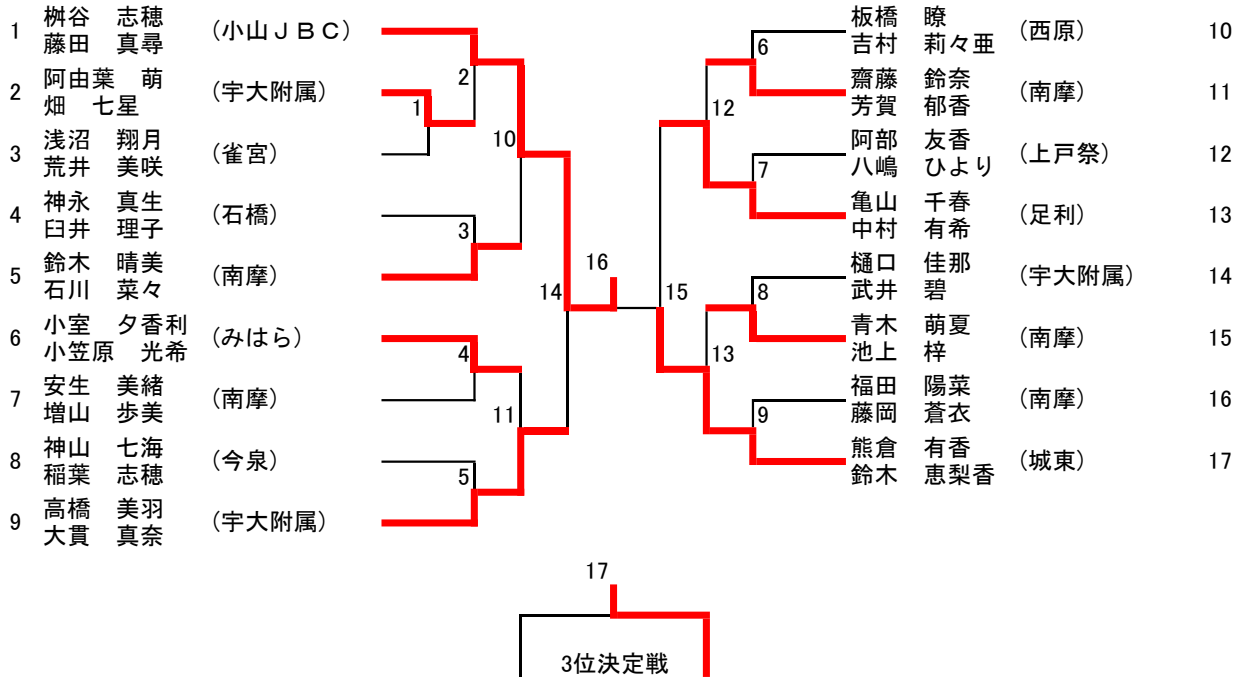 1 桝谷 志穂 (小山ＪＢＣ)
藤田 真尋
2 阿由葉 萌 (宇大附属)
畑 七星
3 浅沼 翔月 (雀宮)
荒井 美咲
4 神永 真生 (石橋)
臼井 理子
5 鈴木 晴美 (南摩)
石川 菜々
6 小室 夕香利 (みはら)
小笠原 光希
7 安生 美緒 (南摩)
増山 歩美
8 神山 七海 (今泉)
稲葉 志穂
9 高橋 美羽 (宇大附属)
大貫 真奈
1
2
3
4
5
10
11
14
16
15
12
13
6
7
8
9
板橋 瞭 (西原) 10
吉村 莉々亜
齋藤 鈴奈 (南摩) 11
芳賀 郁香
阿部 友香 (上戸祭) 12
八嶋 ひより
亀山 千春 (足利) 13
中村 有希
樋口 佳那 (宇大附属) 14
武井 碧
青木 萌夏 (南摩) 15
池上 梓
福田 陽菜 (南摩) 16
藤岡 蒼衣
熊倉 有香 (城東) 17
鈴木 恵梨香
17
3位決定戦